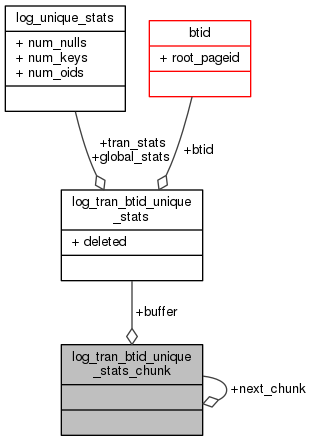 log_unique_stats
+ num_nulls
+ num_keys
+ num_oids
btid
+ root_pageid
+tran_stats
+global_stats
+btid
log_tran_btid_unique
_stats
+ deleted
+buffer
log_tran_btid_unique
_stats_chunk
+next_chunk